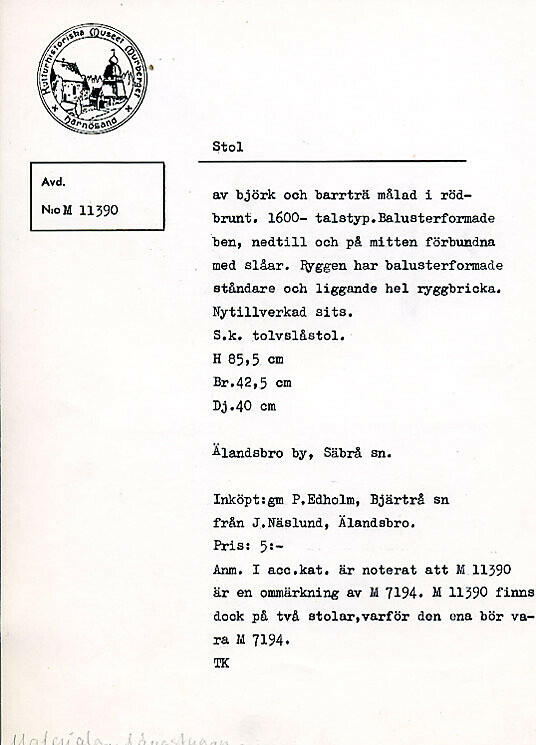 Kulturhistoriska Museet Murberget
Härnösand
Stol
Avd.
N:o M 11390
av björk och barrträ målad i röd-
brunt. 1600- talstyp.Balusterformade
ben, nedtill och på mitten förbundna
med slåar. Ryggen har balusterformade
ståndare och liggande hel ryggbricka.
Nytillverkad sits.
S.k. tolvslåstol.
H 85,5 cm
Br.42,5 cm
Dj.40 cm
Älandsbro by, Säbrå sn.
Inköpt:gm P.Edholm, Bjärtrå sn
från J.Näslund, Älandsbro.
Pris: 5:-
Anm. I acc.kat. är noterat att M 11390
är en ommärkning av M 7194. M 11390 finns
dock på två stolar,varför den ena bör va-
ra M 7194.
TK